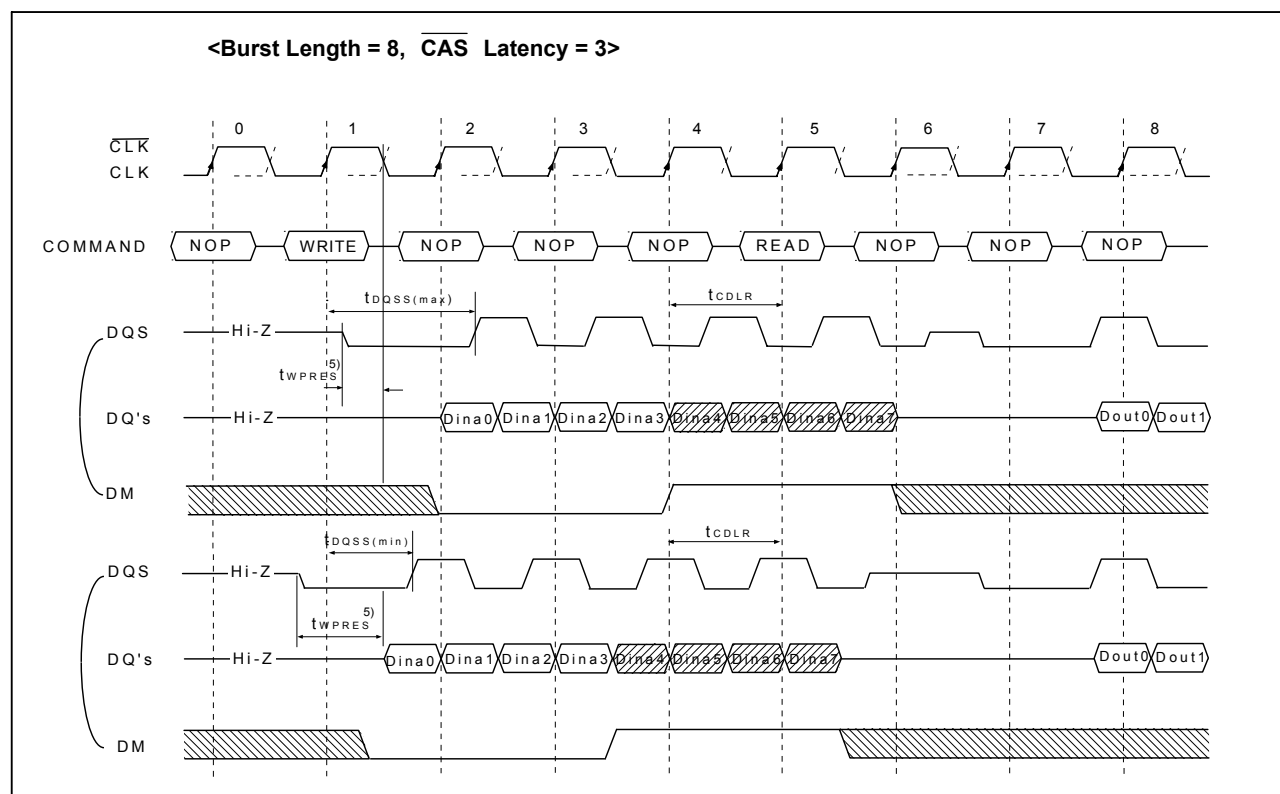 <Burst Length = 8, CAS Latency = 3>
0 1 2 3 4 5 6 7 8
CLK
CLK
COMMAND NOP WRITE NOP NOP NOP READ NOP NOP NOP
tDQSS(max) tCDLR
DQS Hi-Z
tWPRES 5)
DQ's Hi-Z Dina0 Dina1 Dina2 Dina3 Dina4 Dina5 Dina6 Dina7 Dout0 Dout1
DM
tDQSS(min) tCDLR
DQS Hi-Z
tWPRES 5)
DQ's Hi-Z Dina0 Dina1 Dina2 Dina3 Dina4 Dina5 Dina6 Dina7 Dout0 Dout1
DM